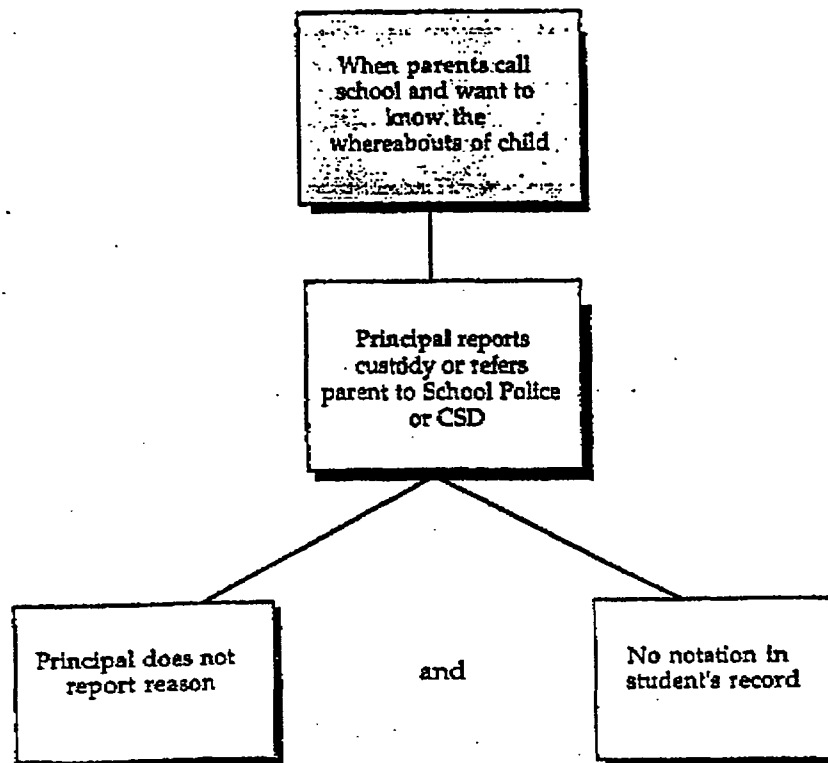 When parents call
school and want to
know the
whereabouts of child
Principal reports
custody or refers
parent to School Police
or CSD
Principal does not
report reason
and
No notation in
student's record